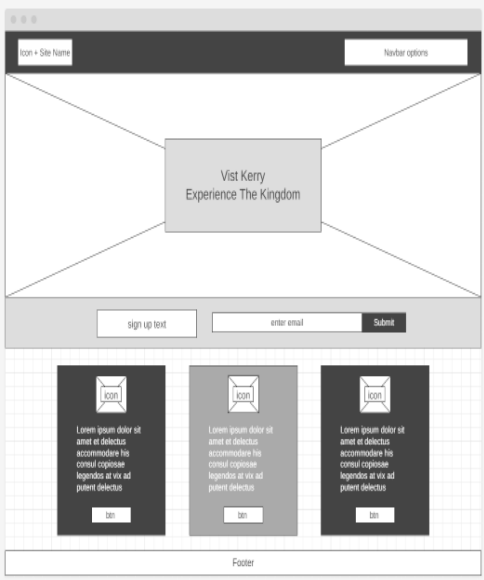 Icon + Site Name
Navbar options
Vist Kerry
Experience The Kingdom
sign up text
enter email
Submit
icon
Lorem ipsum dolor sit
amet et delectus
accommodare his
consul copiosae
legendos at vix ad
putent delectus
btn
icon
Lorem ipsum dolor sit
amet et delectus
accommodare his
consul copiosae
legendos at vix ad
putent delectus
btn
icon
Lorem ipsum dolor sit
amet et delectus
accommodare his
consul copiosae
legendos at vix ad
putent delectus
btn
Footer